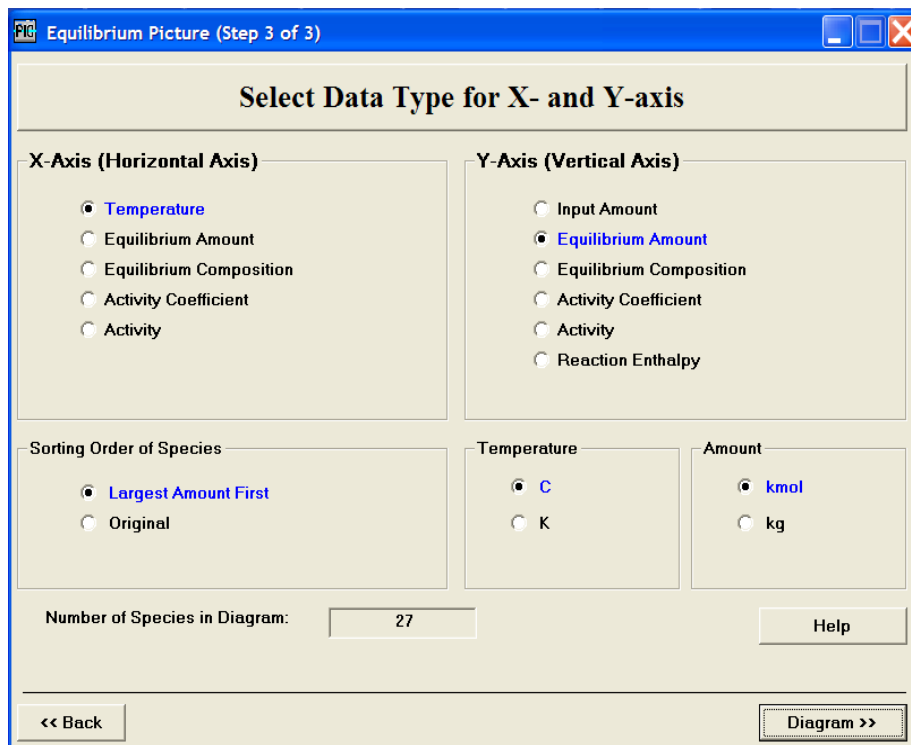 PIC Equilibrium Picture (Step 3 of 3)
Select Data Type for X- and Y-axis
X-Axis (Horizontal Axis)
Temperature
Equilibrium Amount
Equilibrium Composition
Activity Coefficient
Activity
Y-Axis (Vertical Axis)
Input Amount
Equilibrium Amount
Equilibrium Composition
Activity Coefficient
Activity
Reaction Enthalpy
Sorting Order of Species
Largest Amount First
Original
Temperature
C
K
Amount
kmol
kg
Number of Species in Diagram: 27
Help
<< Back
Diagram >>